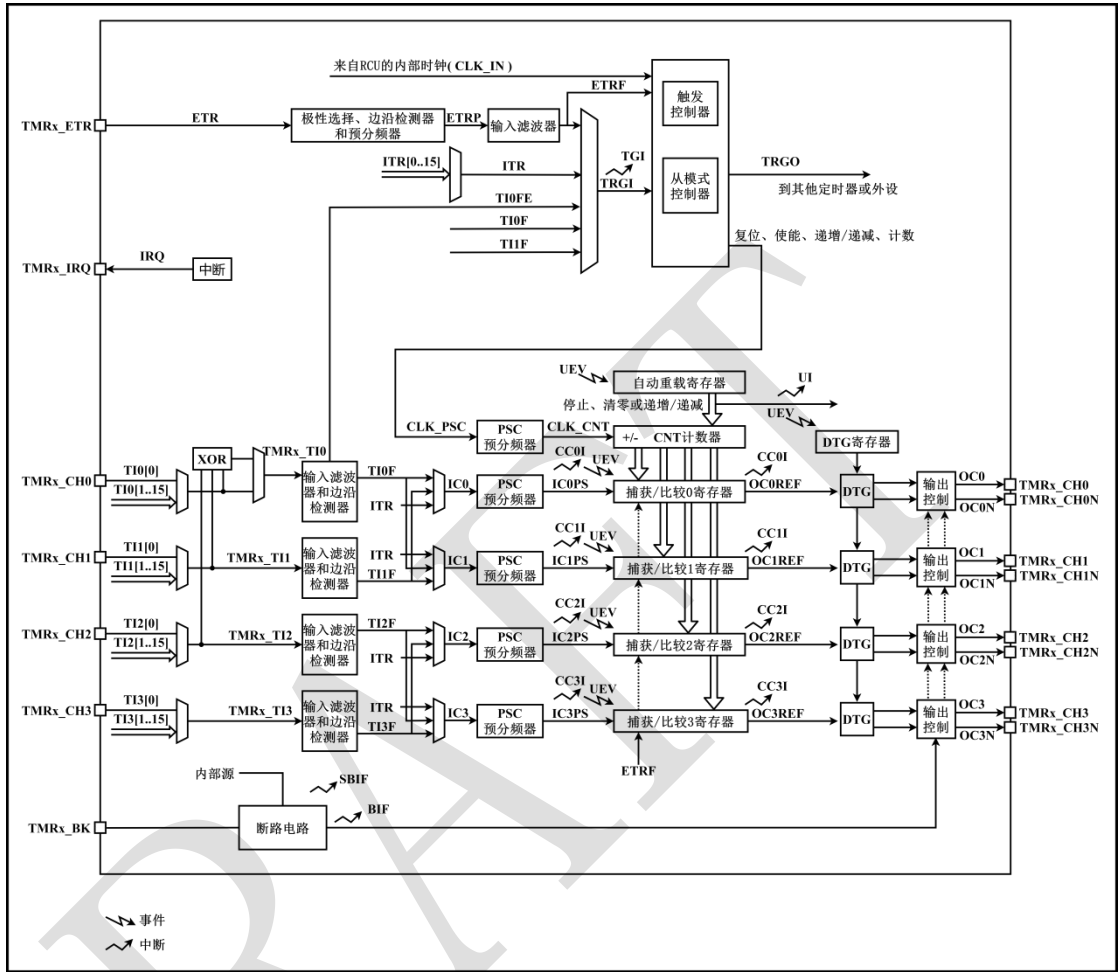 来自RCU的内部时钟( CLK_IN )
ETRF
触发
控制器
TMRx_ETR
ETR
极性选择、边沿检测器
和预分频器
ETRP
输入滤波器
ITR[0..15]
ITR
TGI
TRGI
从模式
控制器
TRGO
到其他定时器或外设
TI0FE
TI0F
TI1F
复位、使能、递增/递减、计数
TMRx_IRQ
IRQ
中断
UEV
自动重载寄存器
UI
停止、清零或递增/递减
UEV
CLK_PSC
PSC
预分频器
CLK_CNT
+/- CNT计数器
DTG寄存器
TMRx_CH0
TI0[0]
TI0[1..15]
XOR
TMRx_TI0
输入滤波
器和边沿
检测器
TI0F
ITR
IC0
PSC
预分频器
IC0PS
CC0I
UEV
捕获/比较0寄存器
CC0I
OC0REF
DTG
输出
控制
OC0
OC0N
TMRx_CH0
TMRx_CH0N
TMRx_CH1
TI1[0]
TI1[1..15]
TMRx_TI1
输入滤波
器和边沿
检测器
ITR
TI1F
IC1
PSC
预分频器
IC1PS
CC1I
UEV
捕获/比较1寄存器
CC1I
OC1REF
DTG
输出
控制
OC1
OC1N
TMRx_CH1
TMRx_CH1N
TMRx_CH2
TI2[0]
TI2[1..15]
TMRx_TI2
输入滤波
器和边沿
检测器
TI2F
ITR
IC2
PSC
预分频器
IC2PS
CC2I
UEV
捕获/比较2寄存器
CC2I
OC2REF
DTG
输出
控制
OC2
OC2N
TMRx_CH2
TMRx_CH2N
TMRx_CH3
TI3[0]
TI3[1..15]
TMRx_TI3
输入滤波
器和边沿
检测器
ITR
TI3F
IC3
PSC
预分频器
IC3PS
CC3I
UEV
捕获/比较3寄存器
CC3I
OC3REF
DTG
输出
控制
OC3
OC3N
TMRx_CH3
TMRx_CH3N
ETRF
内部源
SBIF
BIF
TMRx_BK
断路电路
事件
中断